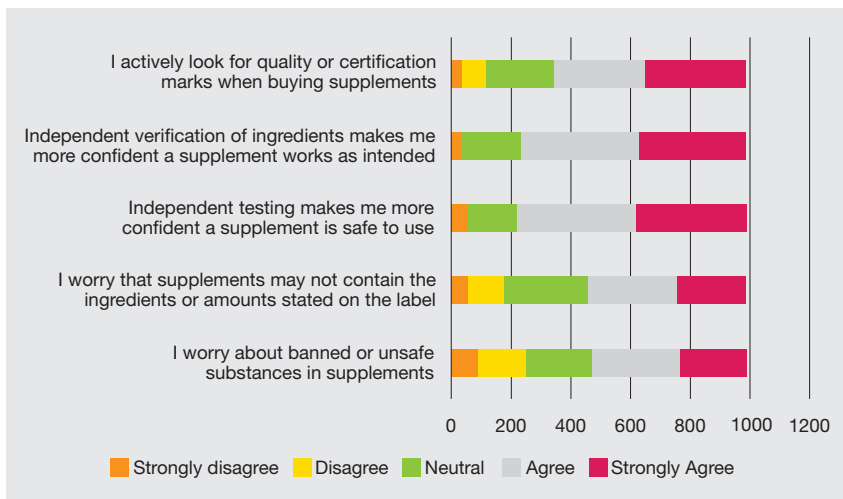 I actively look for quality or certification
marks when buying supplements
Independent verification of ingredients makes me
more confident a supplement works as intended
Independent testing makes me more
confident a supplement is safe to use
I worry that supplements may not contain the
ingredients or amounts stated on the label
I worry about banned or unsafe
substances in supplements
0 200 400 600 800 1000 1200
Strongly disagree Disagree Neutral Agree Strongly Agree